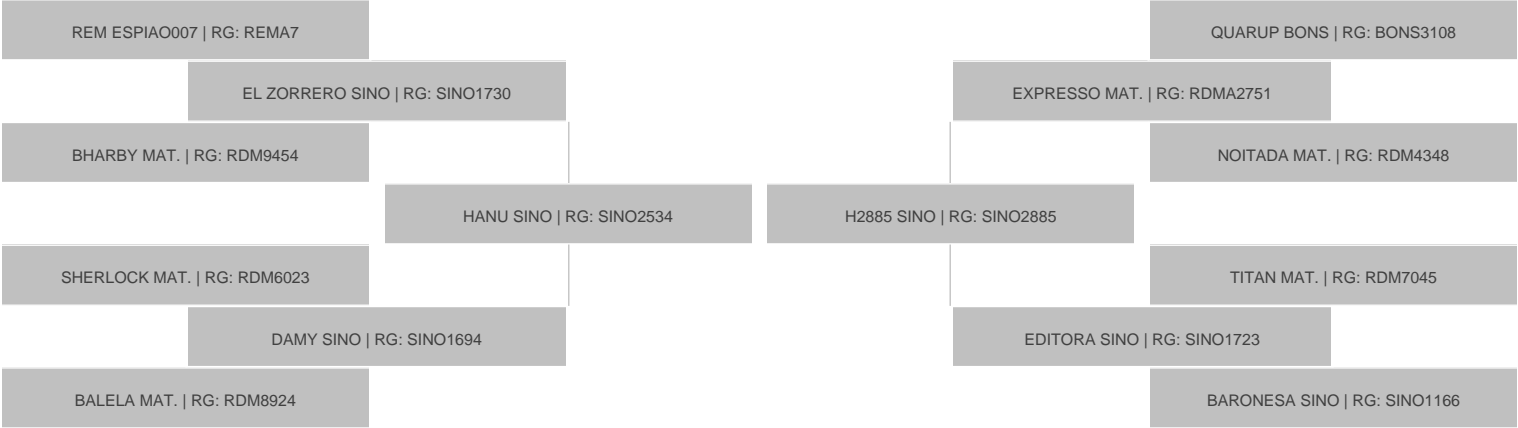 REM ESPIAO007 | RG: REMA7
QUARUP BONS | RG: BONS3108
EL ZORRERO SINO | RG: SINO1730
EXPRESSO MAT. | RG: RDMA2751
BHARBY MAT. | RG: RDM9454
NOITADA MAT. | RG: RDM4348
HANU SINO | RG: SINO2534
H2885 SINO | RG: SINO2885
SHERLOCK MAT. | RG: RDM6023
TITAN MAT. | RG: RDM7045
DAMY SINO | RG: SINO1694
EDITORA SINO | RG: SINO1723
BALELA MAT. | RG: RDM8924
BARONESA SINO | RG: SINO1166